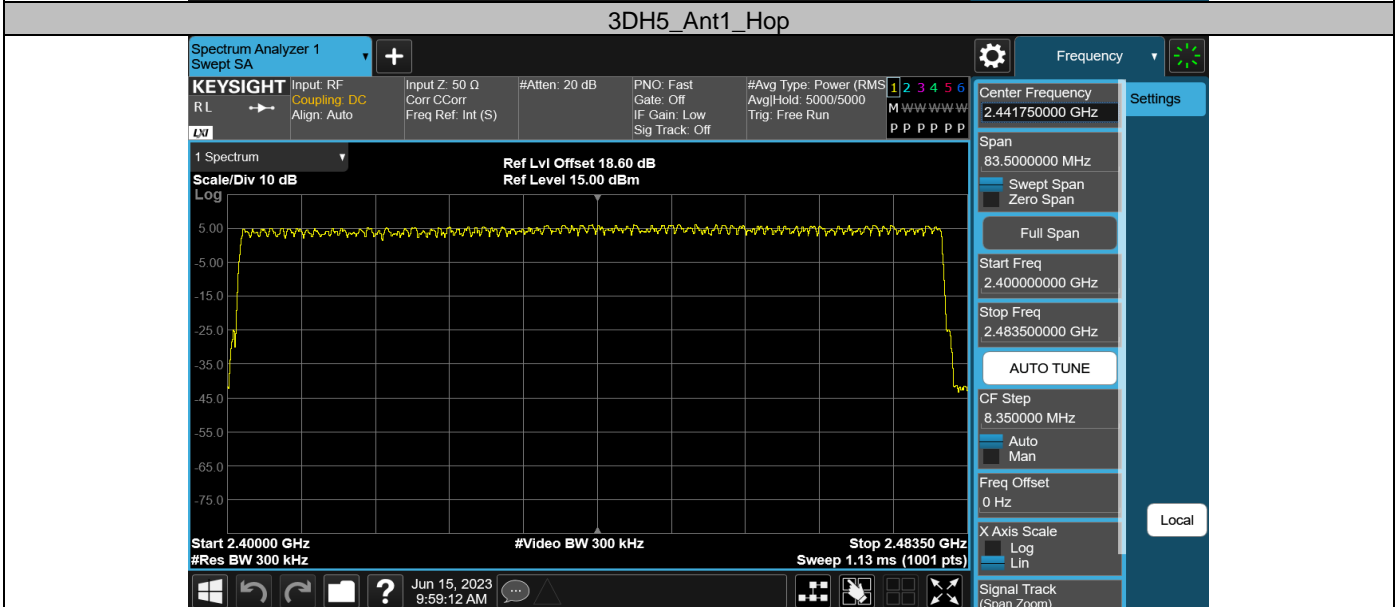 3DH5_Ant1_Hop
Spectrum Analyzer 1
Swept SA
+
Frequency
KEYSIGHT
R L
LXI
Input: RF
Coupling: DC
Align: Auto
Input Z: 50 Ω
Corr CCorr
Freq Ref: Int (S)
#Atten: 20 dB
PNO: Fast
Gate: Off
IF Gain: Low
Sig Track: Off
#Avg Type: Power (RMS
Avg|Hold: 5000/5000
Trig: Free Run
1 2 3 4 5 6
M W W W W W
P P P P P P
Center Frequency
2.441750000 GHz
Settings
Span
83.5000000 MHz
Swept Span
Zero Span
Full Span
Start Freq
2.400000000 GHz
Stop Freq
2.483500000 GHz
AUTO TUNE
CF Step
8.350000 MHz
Auto
Man
Freq Offset
0 Hz
X Axis Scale
Log
Lin
Signal Track
(Span Zoom)
Local
1 Spectrum
Scale/Div 10 dB
Ref Lvl Offset 18.60 dB
Ref Level 15.00 dBm
Log
5.00
-5.00
-15.0
-25.0
-35.0
-45.0
-55.0
-65.0
-75.0
Start 2.40000 GHz
#Video BW 300 kHz
Stop 2.48350 GHz
#Res BW 300 kHz
Sweep 1.13 ms (1001 pts)
?
Jun 15, 2023
9:59:12 AM